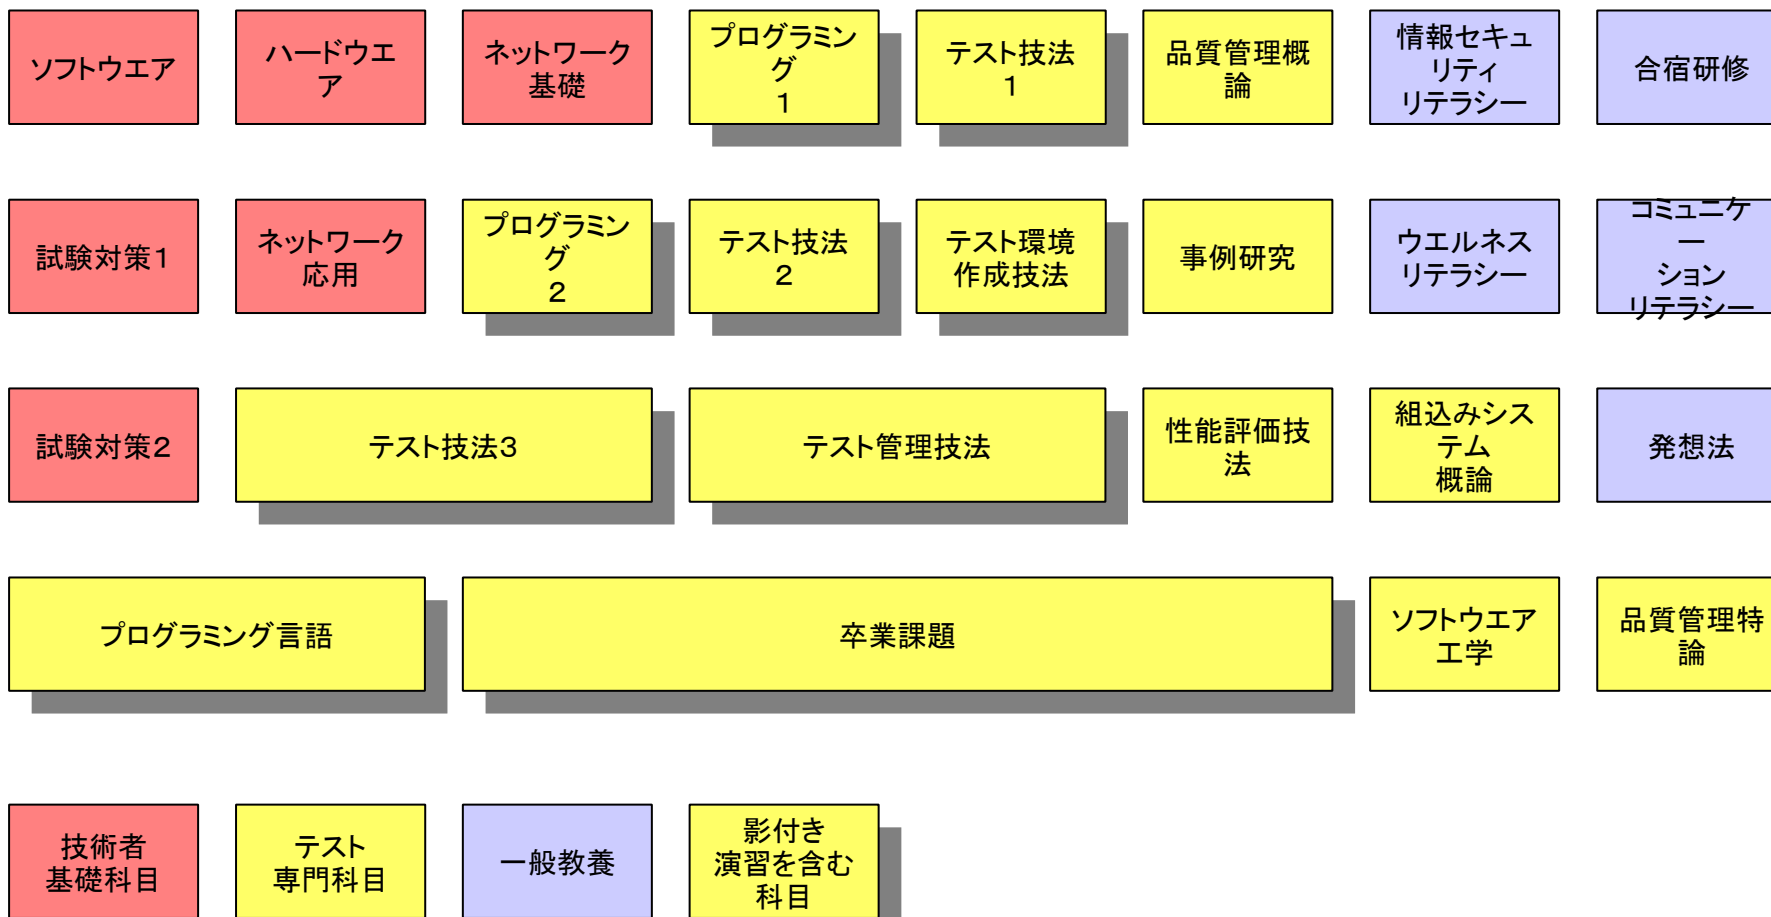 ソフトウエア
ハードウエ
ア
ネットワーク
基礎
プログラミン
グ
1
テスト技法
1
品質管理概
論
情報セキュ
リティ
リテラシー
合宿研修
試験対策1
ネットワーク
応用
プログラミン
グ
2
テスト技法
2
テスト環境
作成技法
事例研究
ウエルネス
リテラシー
コミュニケ
ー
ション
リテラシー
試験対策2
テスト技法3
テスト管理技法
性能評価技
法
組込みシス
テム
概論
発想法
プログラミング言語
卒業課題
ソフトウエア
工学
品質管理特
論
技術者
基礎科目
テスト
専門科目
一般教養
影付き
演習を含む
科目